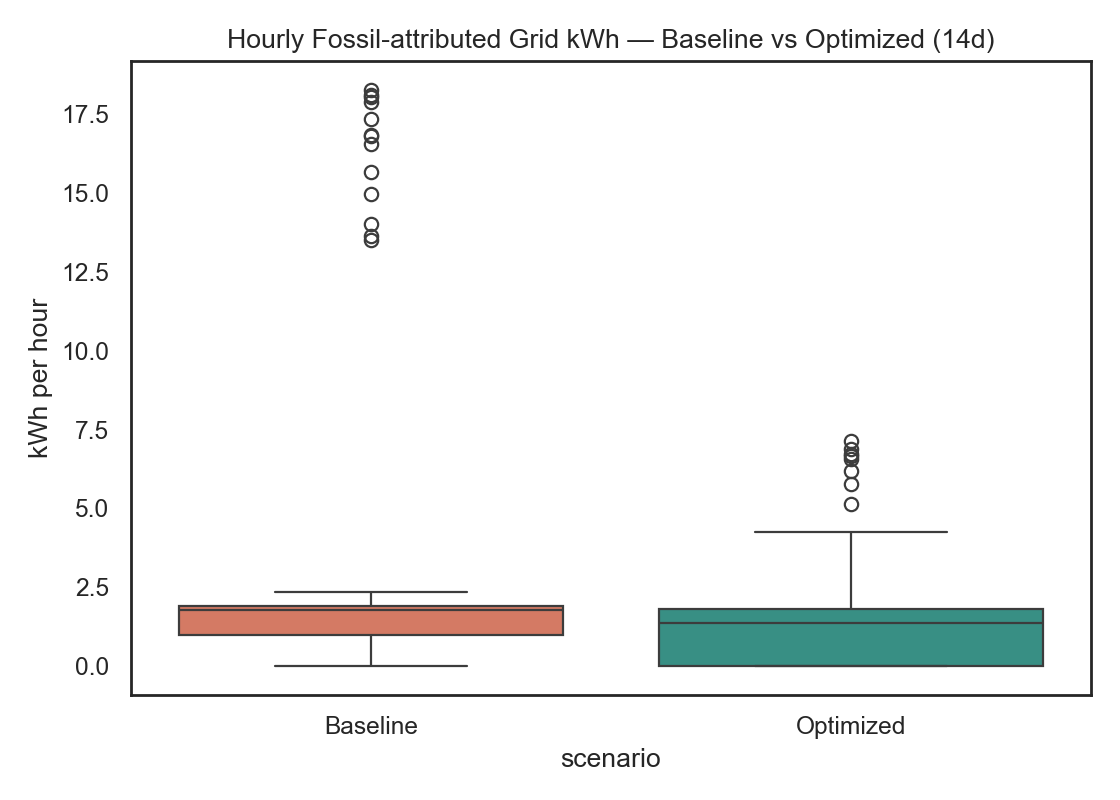 Hourly Fossil-attributed Grid kWh — Baseline vs Optimized (14d)
17.5
15.0
12.5
10.0
7.5
5.0
2.5
0.0
kWh per hour
Baseline
Optimized
scenario